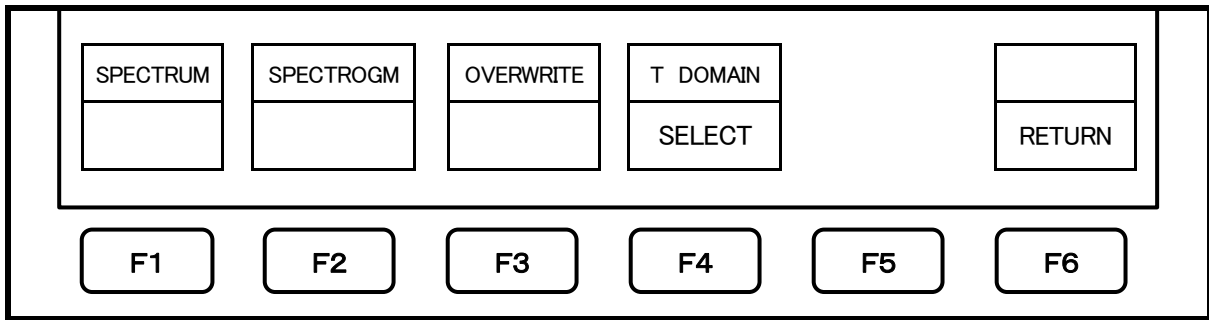 SPECTRUM SPECTROGM OVERWRITE T DOMAIN
SELECT RETURN
F1 F2 F3 F4 F5 F6